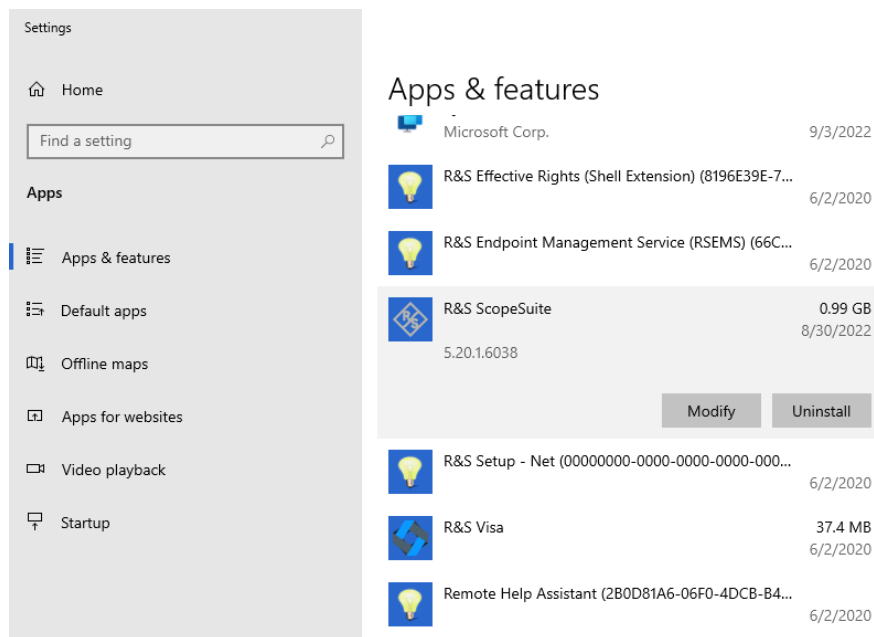 Settings
Home
Find a setting
Apps
Apps & features
Default apps
Offline maps
Apps for websites
Video playback
Startup
Apps & features
Microsoft Corp.
9/3/2022
R&S Effective Rights (Shell Extension) (8196E39E-7...
6/2/2020
R&S Endpoint Management Service (RSEMS) (66C...
6/2/2020
R&S ScopeSuite
0.99 GB
8/30/2022
5.20.1.6038
Modify
Uninstall
R&S Setup - Net (00000000-0000-0000-0000-000...
6/2/2020
R&S Visa
37.4 MB
6/2/2020
Remote Help Assistant (2B0D81A6-06F0-4DCB-B4...
6/2/2020